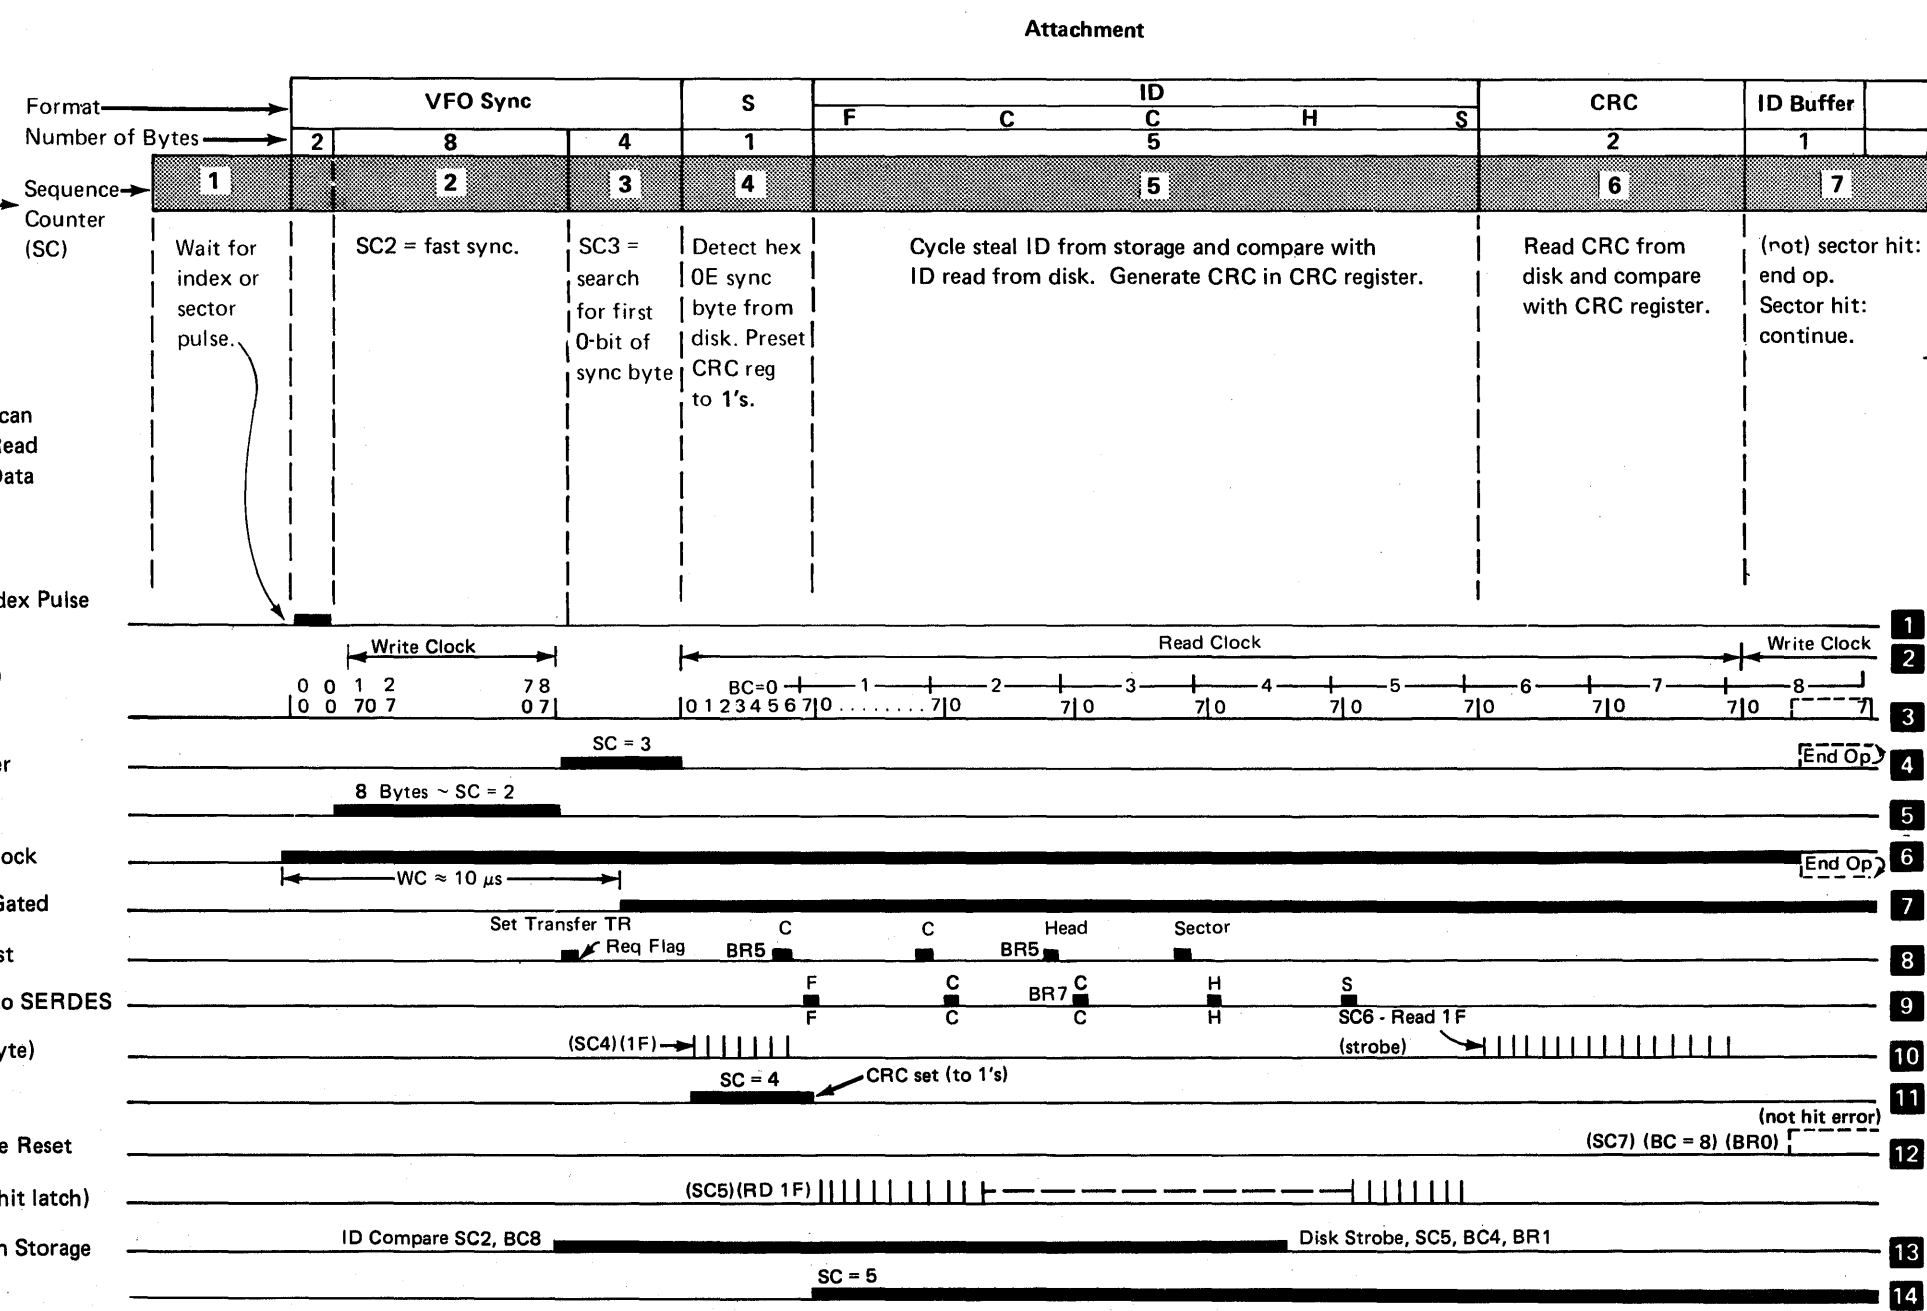 Attachment
Format
VFO Sync
S
ID
CRC
ID Buffer
F C C H S
Number of Bytes
2 8 4 1 5 2 1
Sequence
Counter
(SC)
1 2 3 4 5 6 7
Wait for
index or
sector
pulse.
SC2 = fast sync.
SC3 =
search
for first
0-bit of
sync byte
Detect hex
0E sync
byte from
disk. Preset
CRC reg
to 1's.
Cycle steal ID from storage and compare with
ID read from disk. Generate CRC in CRC register.
Read CRC from
disk and compare
with CRC register.
(not) sector hit:
end op.
Sector hit:
continue.
can
Read
Data
dex Pulse
1
Write Clock
Read Clock
Write Clock
2
0 0 1 2 7 8 BC=0 1 2 3 4 5 6 7 8
0 0 70 7 0 7 0 1 2 3 4 5 6 7 0 ........ 7 0 7 0 7 0 7 0 7 0 7 0 7 0 7
3
er
SC = 3
End Op
4
8 Bytes ~ SC = 2
5
ock
End Op
6
WC ≈ 10 μs
Gated
7
Set Transfer TR
C C Head Sector
st
Req Flag
BR5
BR5
8
F C C H S
o SERDES
BR7
9
F C C H
SC6 - Read 1F
(strobe)
yte)
(SC4) (1F)
10
SC = 4
CRC set (to 1's)
11
(not hit error)
e Reset
(SC7) (BC = 8) (BR0)
12
hit latch)
(SC5)(RD 1F)
n Storage
ID Compare SC2, BC8
Disk Strobe, SC5, BC4, BR1
13
SC = 5
14